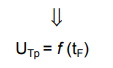 ⇓
U_Tp = f (t_F)